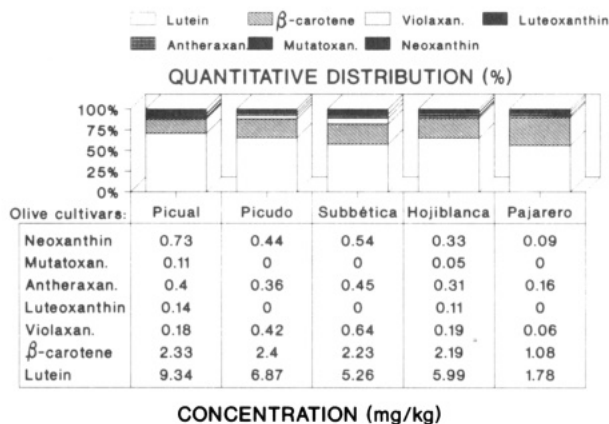 Lutein β-carotene Violaxan. Luteoxanthin
Antheraxan. Mutatoxan. Neoxanthin
QUANTITATIVE DISTRIBUTION (%)
100%
75%
50%
25%
0%
Olive cultivars: Picual Picudo Subbética Hojiblanca Pajarero
Neoxanthin 0.73 0.44 0.54 0.33 0.09
Mutatoxan. 0.11 0 0 0.05 0
Antheraxan. 0.4 0.36 0.45 0.31 0.16
Luteoxanthin 0.14 0 0 0.11 0
Violaxan. 0.18 0.42 0.64 0.19 0.06
β-carotene 2.33 2.4 2.23 2.19 1.08
Lutein 9.34 6.87 5.26 5.99 1.78
CONCENTRATION (mg/kg)